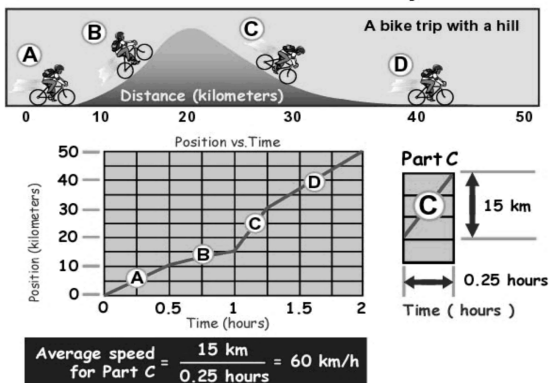 A bike trip with a hill
A
B
C
D
Distance (kilometers)
0 10 20 30 40 50
Position vs.Time
Position (kilometers)
50
40
30
20
10
0
A
B
C
D
0 0.5 1 1.5 2
Time (hours)
Part C
C
15 km
0.25 hours
Time ( hours )
Average speed for Part C = 15 km / 0.25 hours = 60 km/h